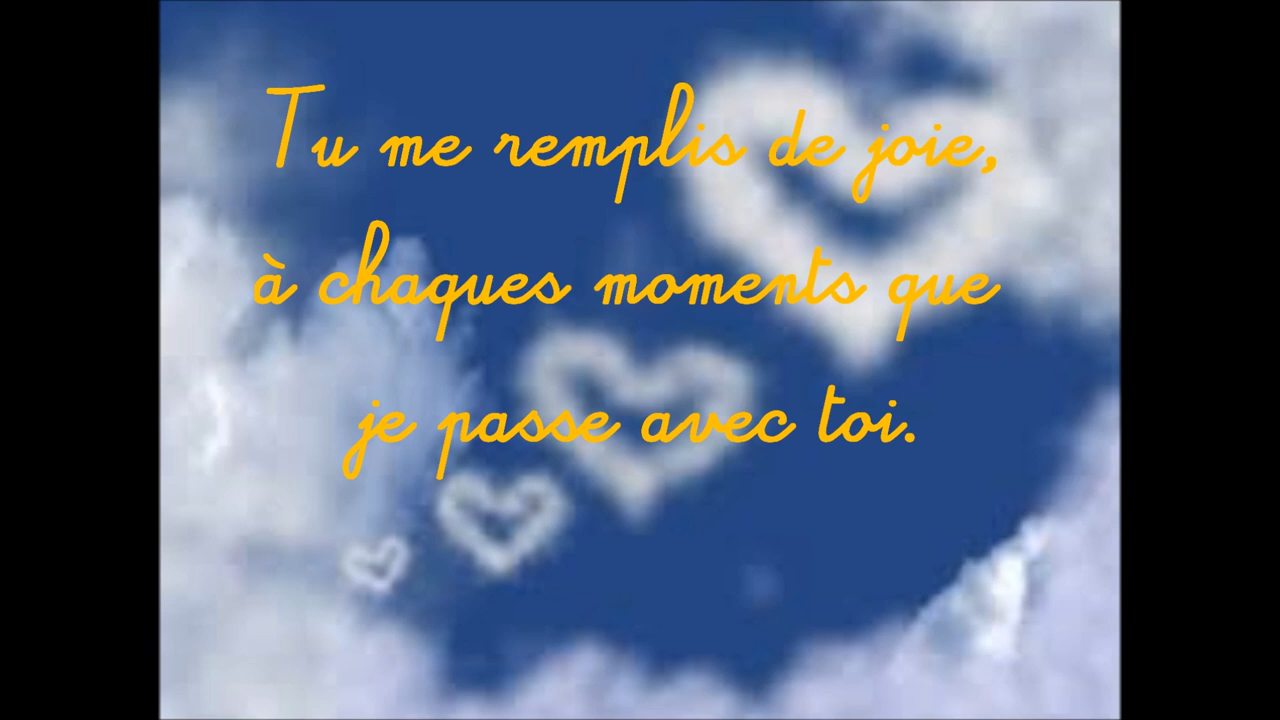 Tu me remplis de joie,
à chaques moments que
je passe avec toi.